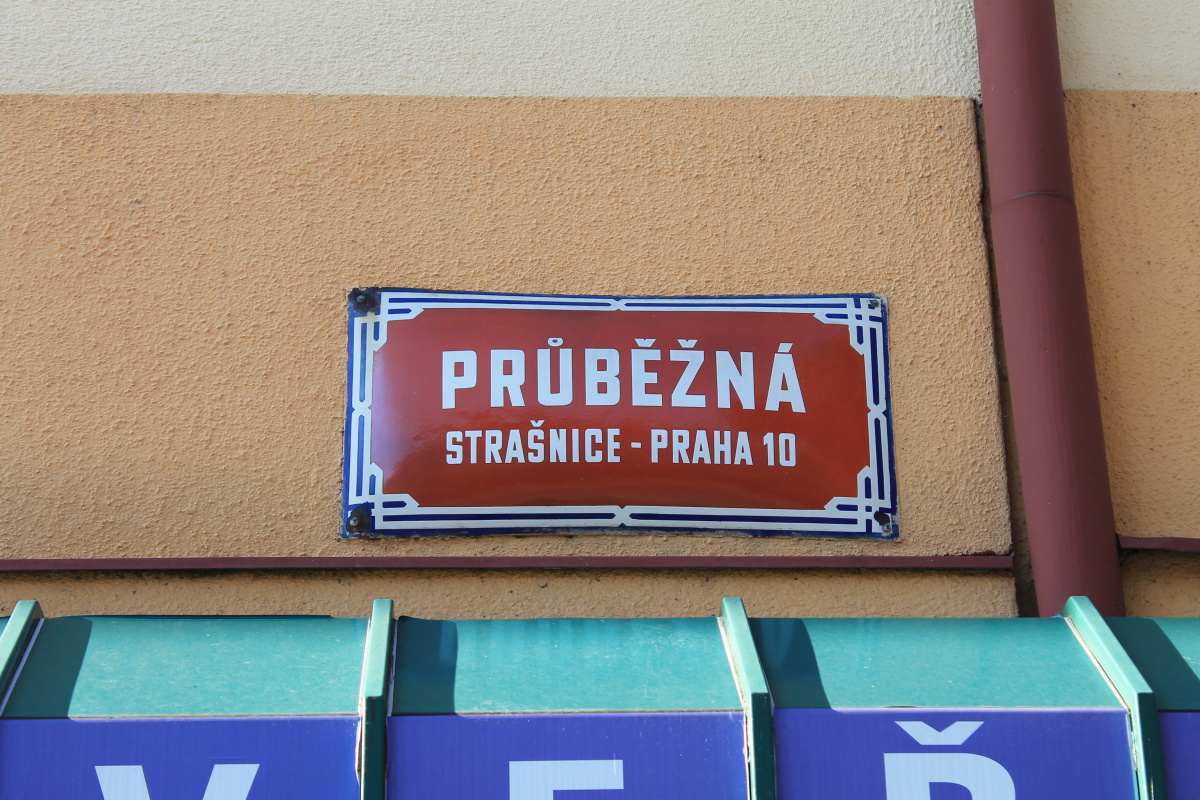 PRŮBĚŽNÁ
STRAŠNICE - PRAHA 10
V E Ř